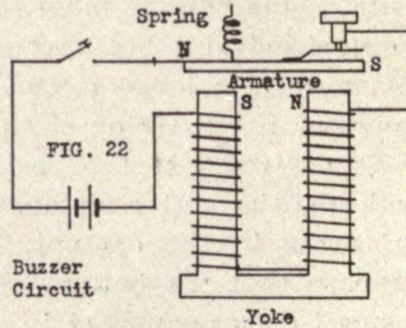 Spring
N
S
Armature
S N
FIG. 22
Buzzer
Circuit
Yoke